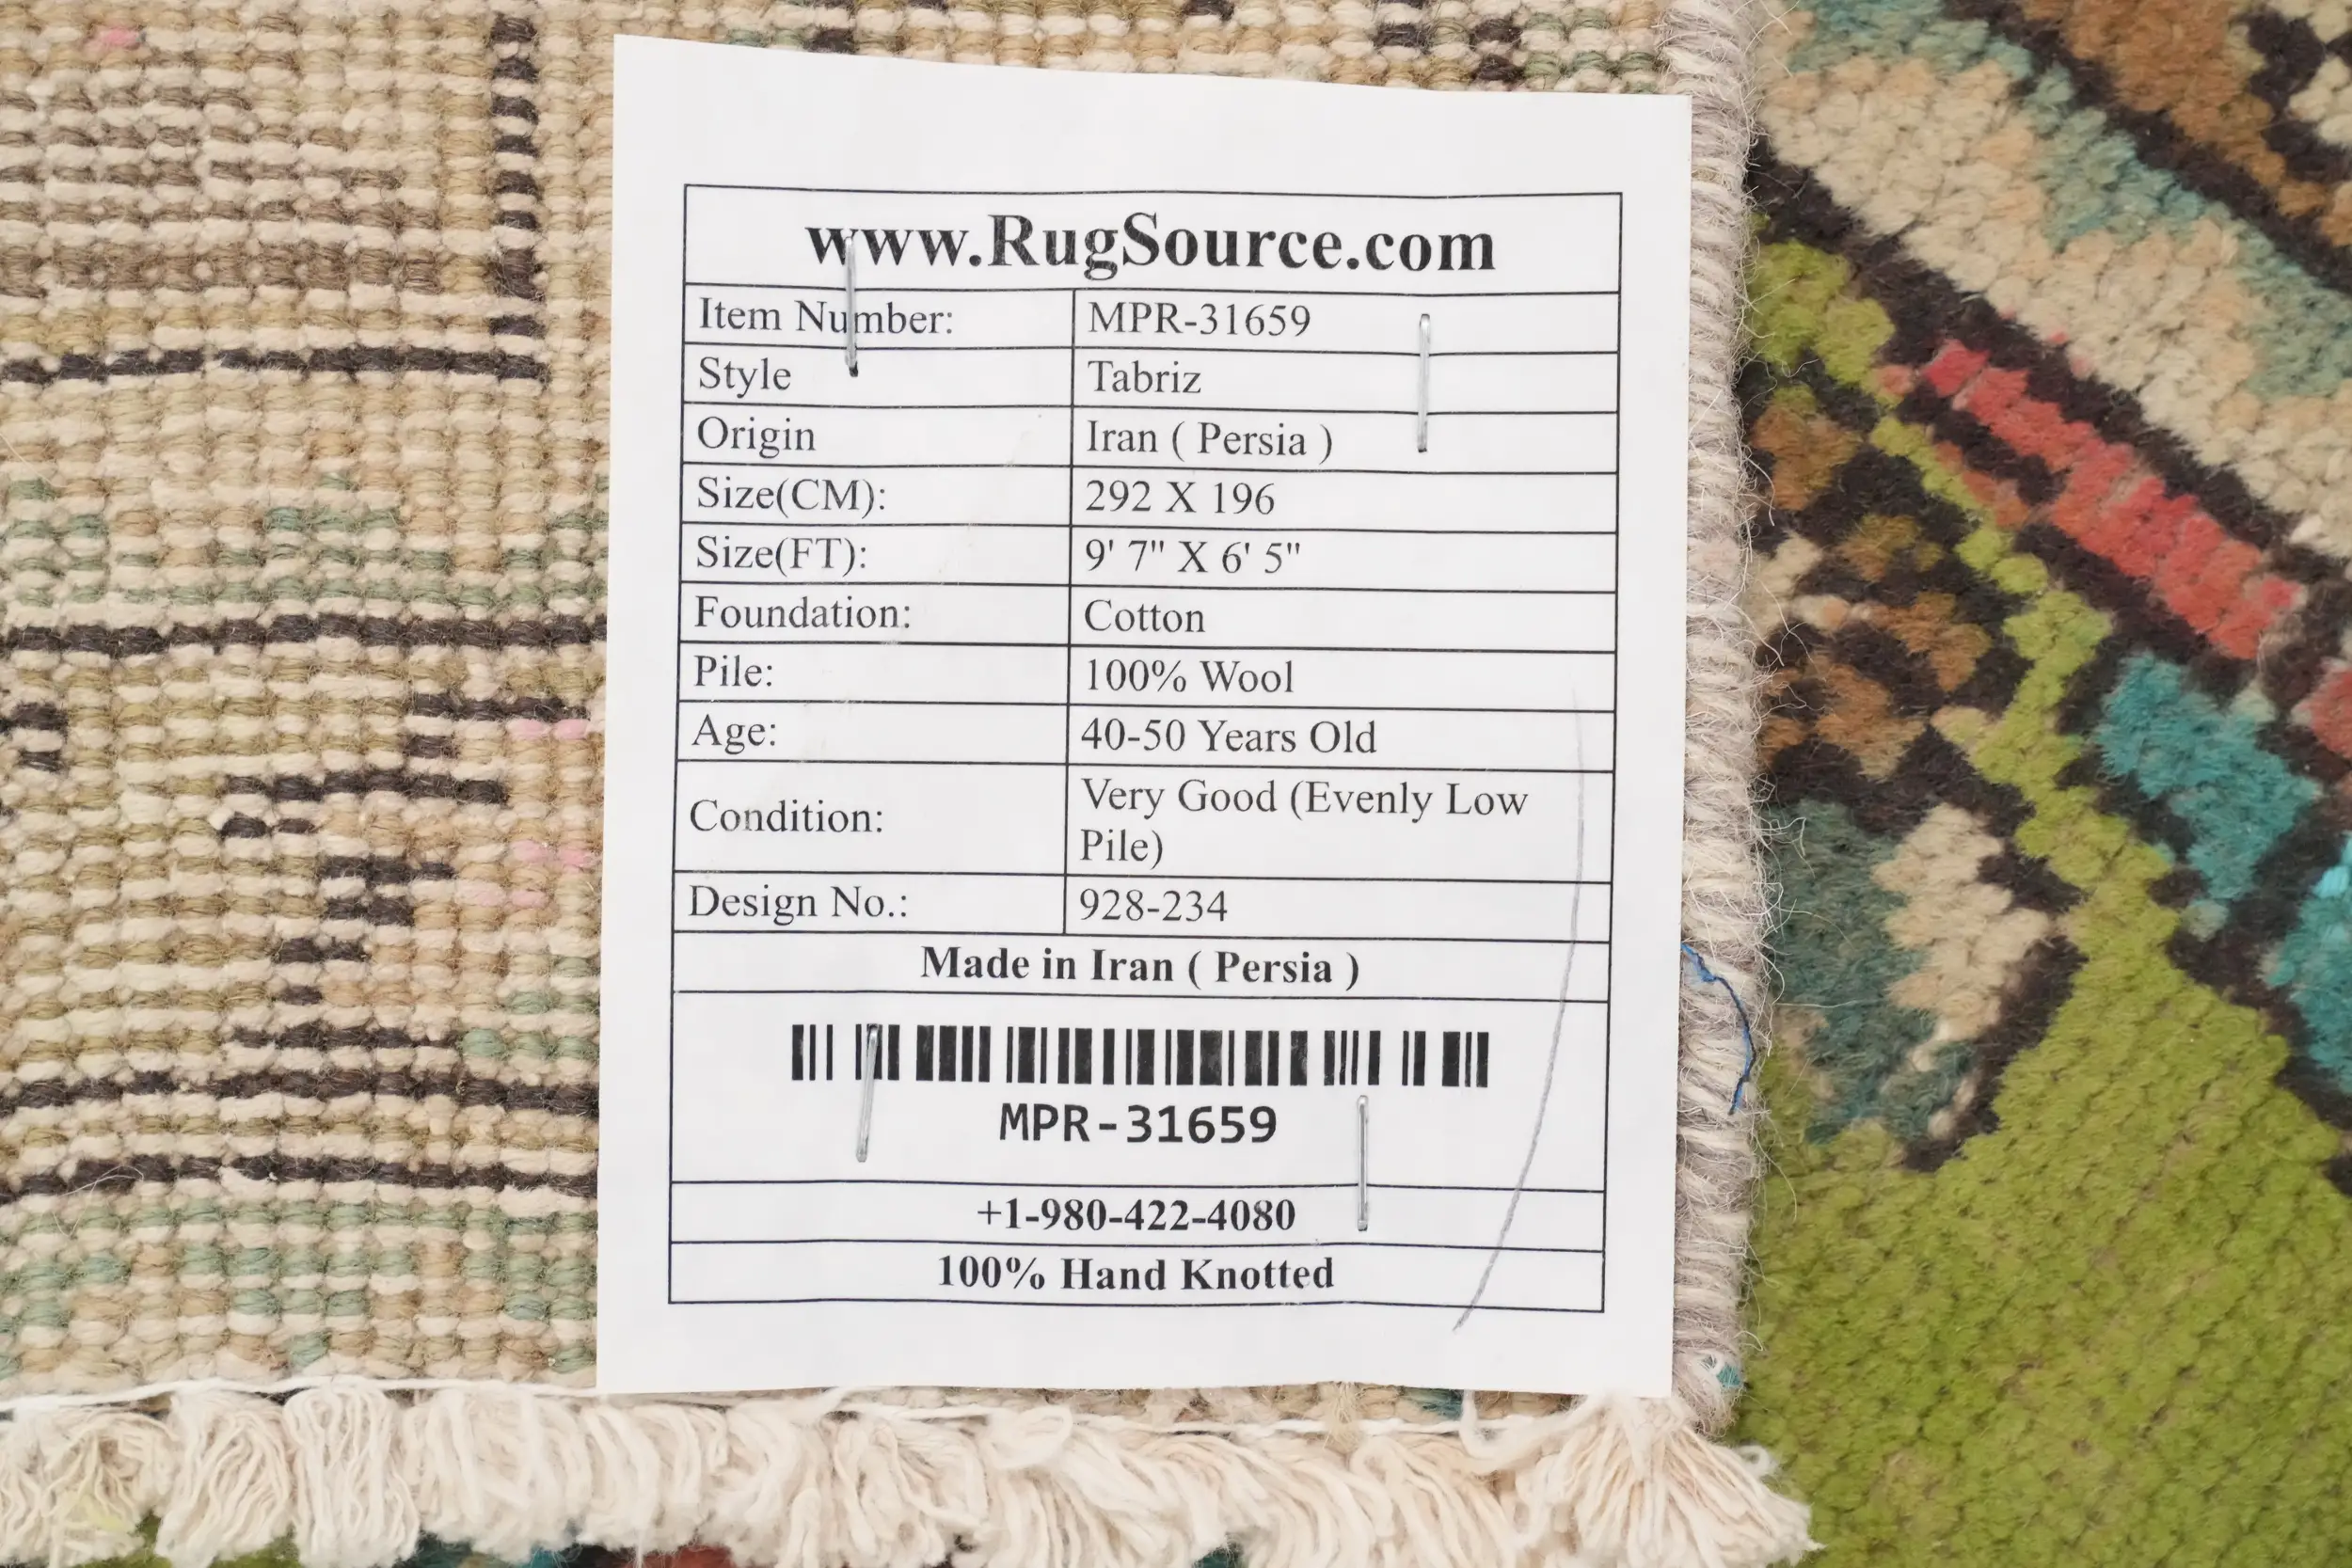 www.RugSource.com
Item Number: MPR-31659
Style Tabriz
Origin Iran ( Persia )
Size(CM): 292 X 196
Size(FT): 9' 7" X 6' 5"
Foundation: Cotton
Pile: 100% Wool
Age: 40-50 Years Old
Condition: Very Good (Evenly Low
Pile)
Design No.: 928-234
Made in Iran ( Persia )
MPR-31659
+1-980-422-4080
100% Hand Knotted